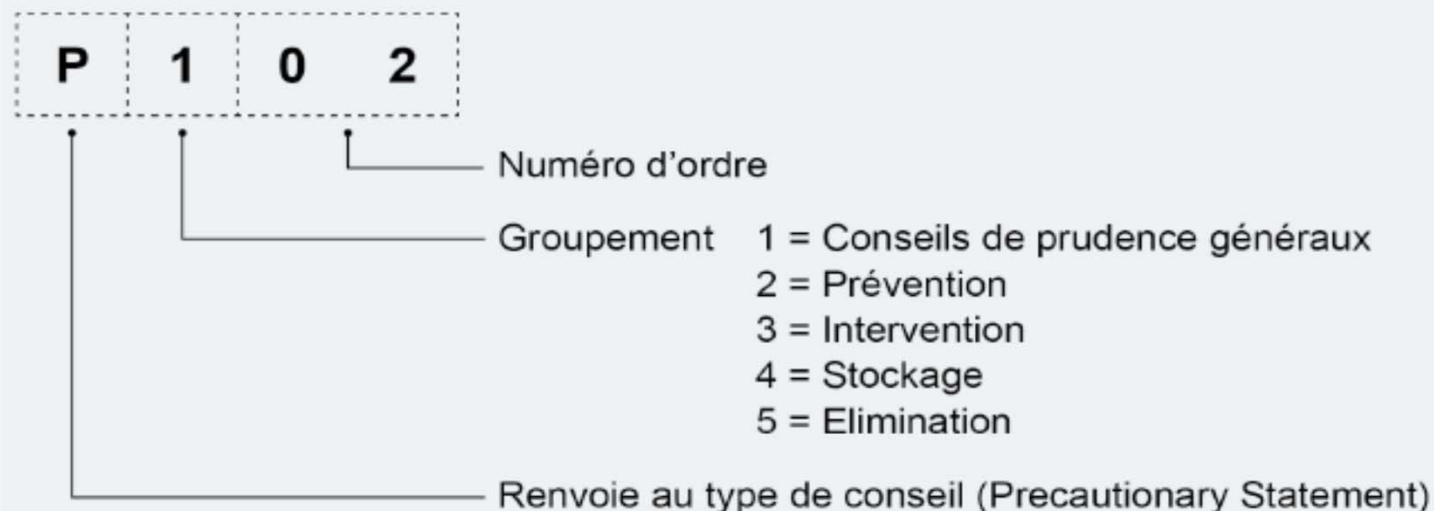 P 1 0 2
Numéro d'ordre
Groupement 1 = Conseils de prudence généraux
2 = Prévention
3 = Intervention
4 = Stockage
5 = Elimination
Renvoie au type de conseil (Precautionary Statement)